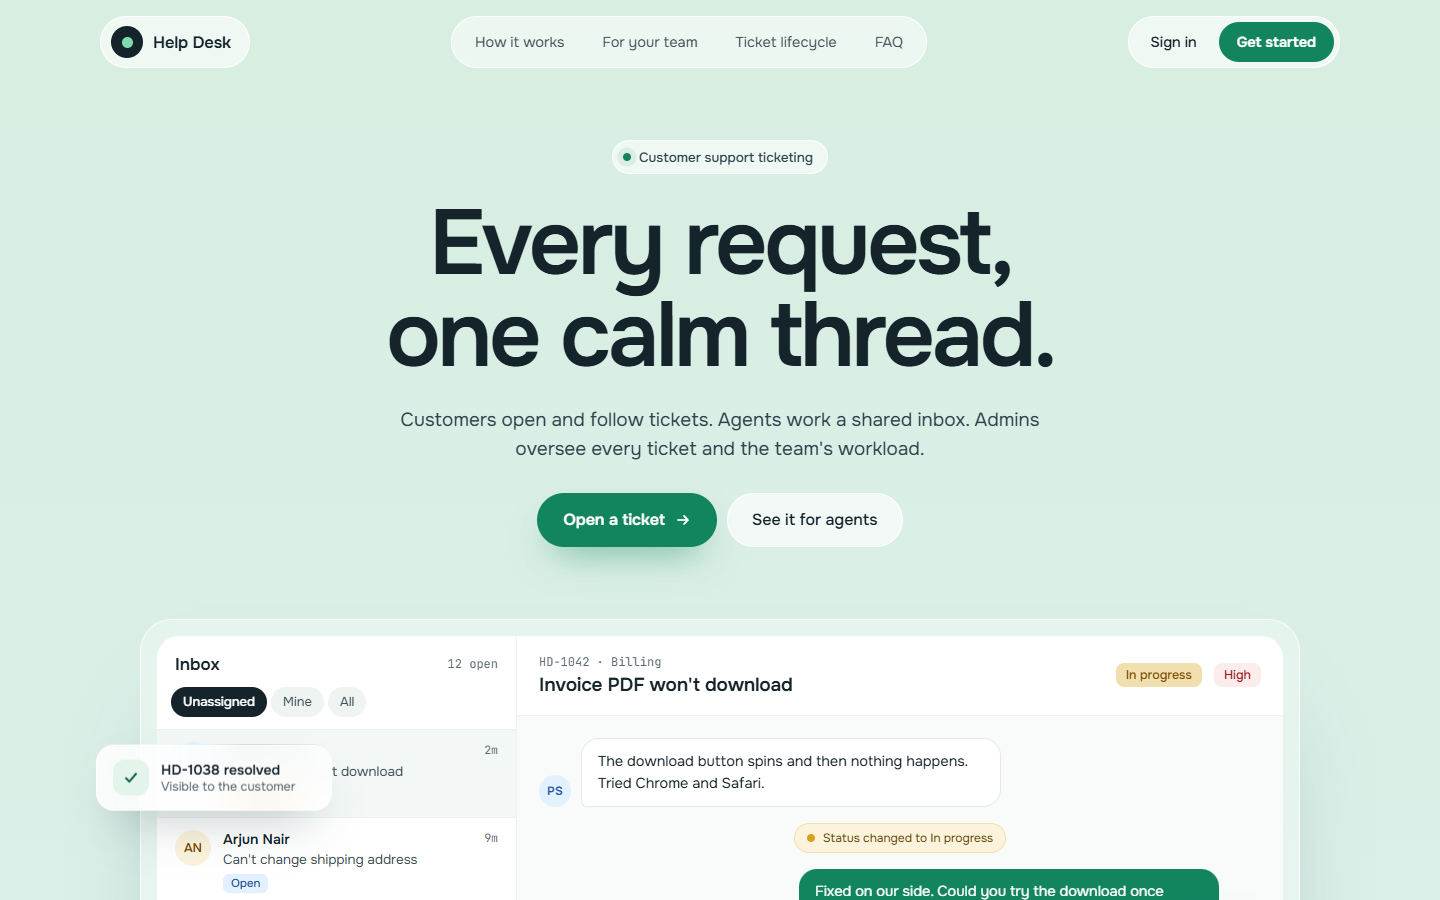 Help Desk
How it works
For your team
Ticket lifecycle
FAQ
Sign in
Get started
Customer support ticketing
Every request,
one calm thread.
Customers open and follow tickets. Agents work a shared inbox. Admins
oversee every ticket and the team's workload.
Open a ticket →
See it for agents
Inbox
12 open
Unassigned
Mine
All
2m
t download
HD-1038 resolved
Visible to the customer
AN
Arjun Nair
9m
Can't change shipping address
Open
HD-1042 · Billing
Invoice PDF won't download
In progress
High
The download button spins and then nothing happens.
Tried Chrome and Safari.
PS
Status changed to In progress
Fixed on our side. Could you try the download once